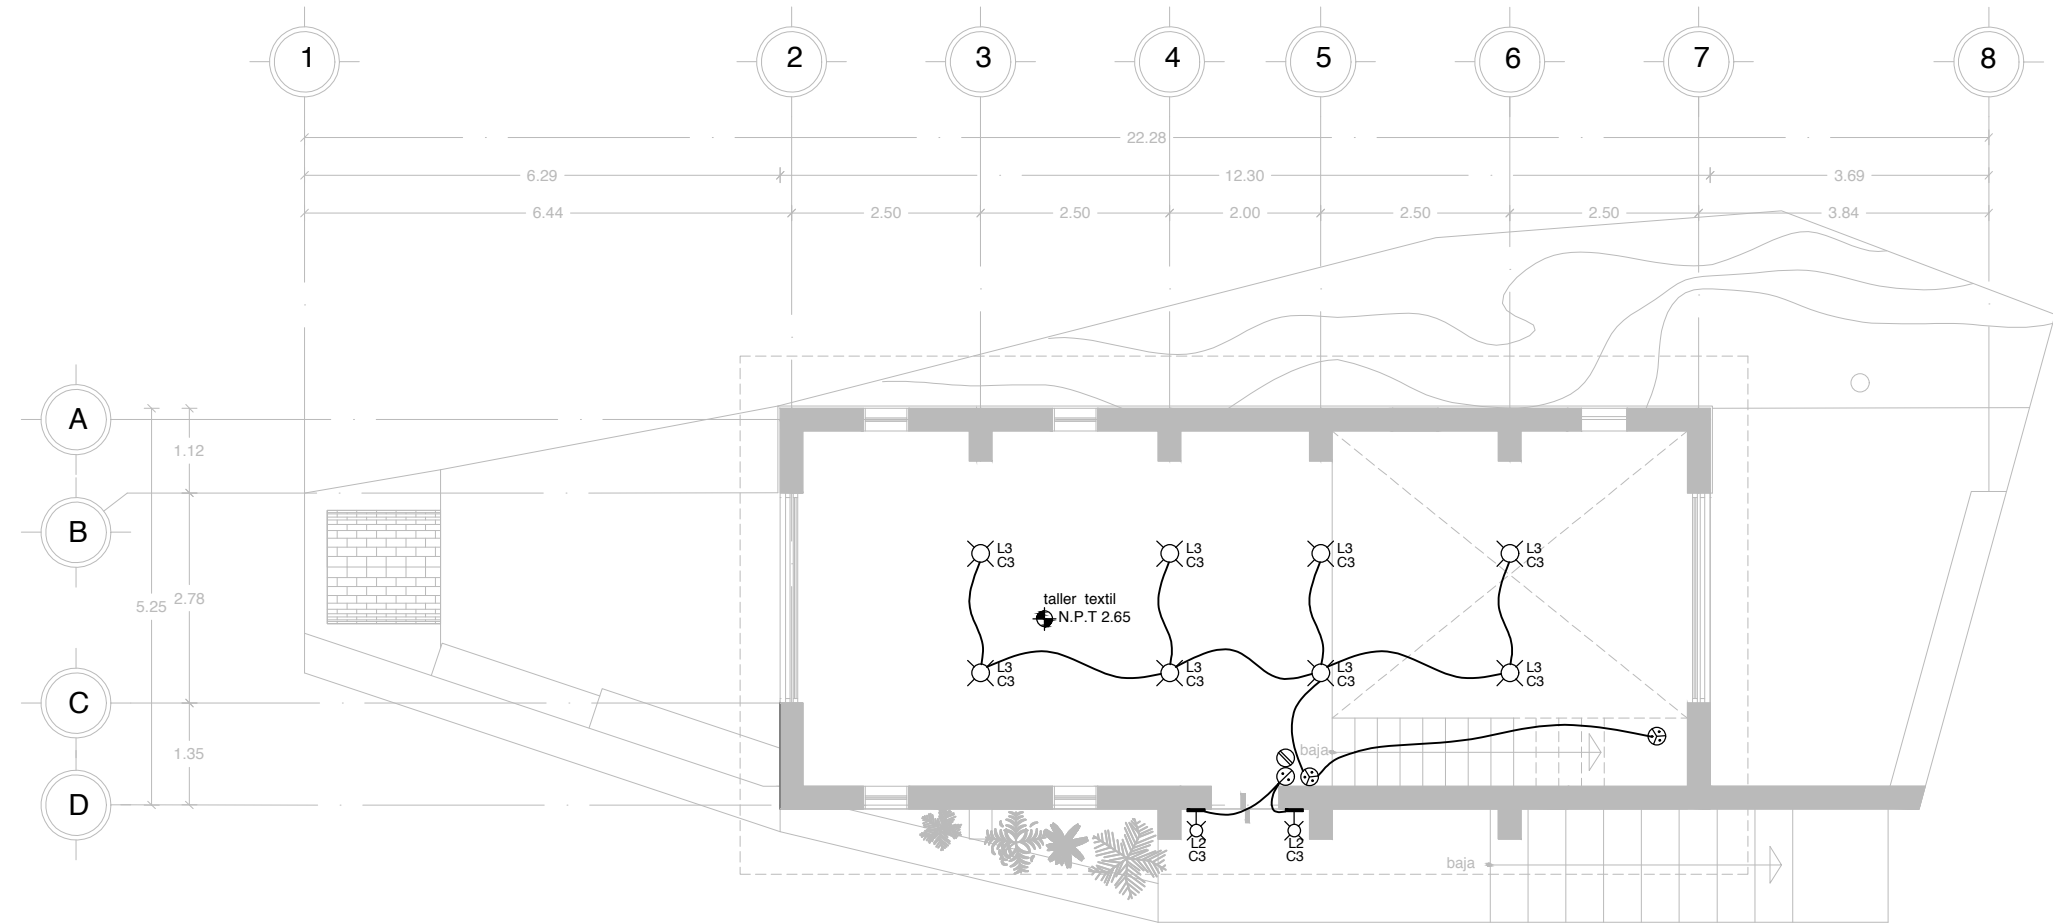 1
2
3
4
5
6
7
8
22.28
6.29
12.30
3.69
6.44
2.50
2.50
2.00
2.50
2.50
3.84
A
1.12
B
L3
C3
L3
C3
L3
C3
L3
C3
5.25
2.78
taller textil
N.P.T 2.65
L3
C3
L3
C3
L3
C3
L3
C3
C
1.35
baja
D
L2
C3
L2
C3
baja